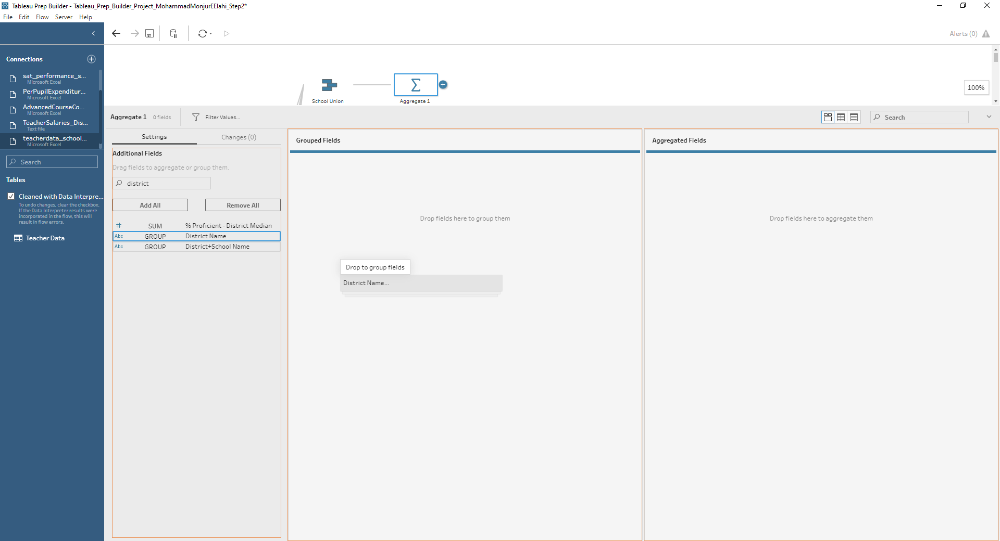 Tableau Prep Builder - Tableau_Prep_Builder_Project_MohammadMonjurEElahi_Step2*
File Edit Flow Server Help
Alerts (0)
Connections
sat_performance_s...
Microsoft Excel
PerPupilExpenditur...
Microsoft Excel
AdvancedCourseCo...
Microsoft Excel
TeacherSalaries_Dis...
Text file
teacherdata_school...
Microsoft Excel
Search
Tables
Cleaned with Data Interpre...
To undo changes, clear the checkbox.
If the Data Interpreter results were
incorporated in the flow, this will
result in flow errors.
Teacher Data
School Union
Aggregate 1
100%
Aggregate 1 0 fields Filter Values... Search
Settings Changes (0)
Additional Fields
Drag fields to aggregate or group them.
district
Add All Remove All
# SUM % Proficient - District Median
Abc GROUP District Name
Abc GROUP District+School Name
Grouped Fields
Drop fields here to group them
Drop to group fields
District Name...
Aggregated Fields
Drop fields here to aggregate them